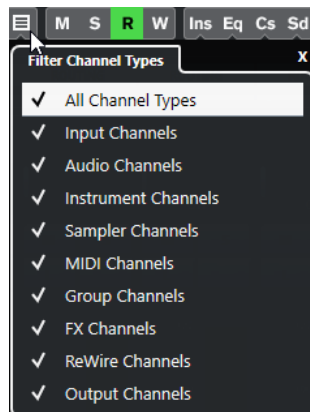 M S R W Ins Eq Cs Sd
Filter Channel Types X
All Channel Types
Input Channels
Audio Channels
Instrument Channels
Sampler Channels
MIDI Channels
Group Channels
FX Channels
ReWire Channels
Output Channels